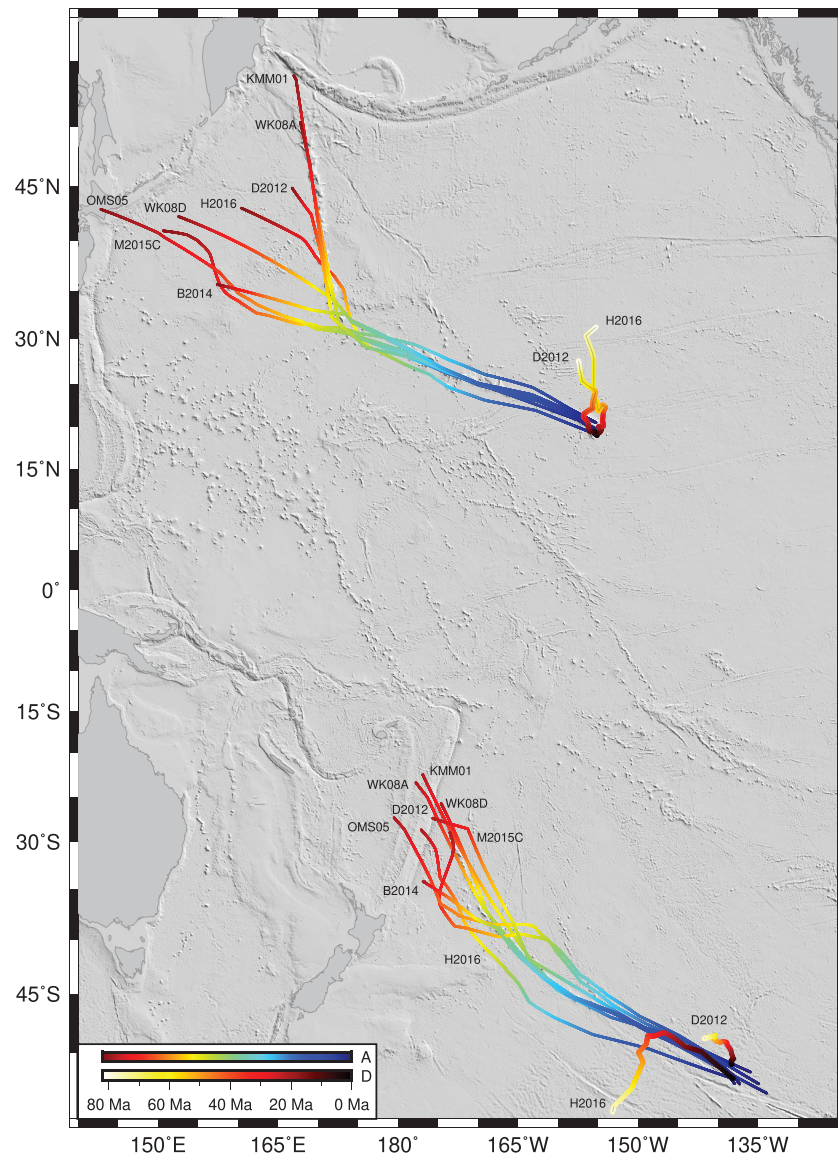 KMM01
WK08A
45˚N
D2012
OMS05
WK08D
H2016
M2015C
B2014
30˚N
H2016
D2012
15˚N
0˚
15˚S
KMM01
WK08A
WK08D
D2012
30˚S
OMS05
M2015C
B2014
H2016
45˚S
D2012
A
D
80 Ma 60 Ma 40 Ma 20 Ma 0 Ma
H2016
150˚E 165˚E 180˚ 165˚W 150˚W 135˚W